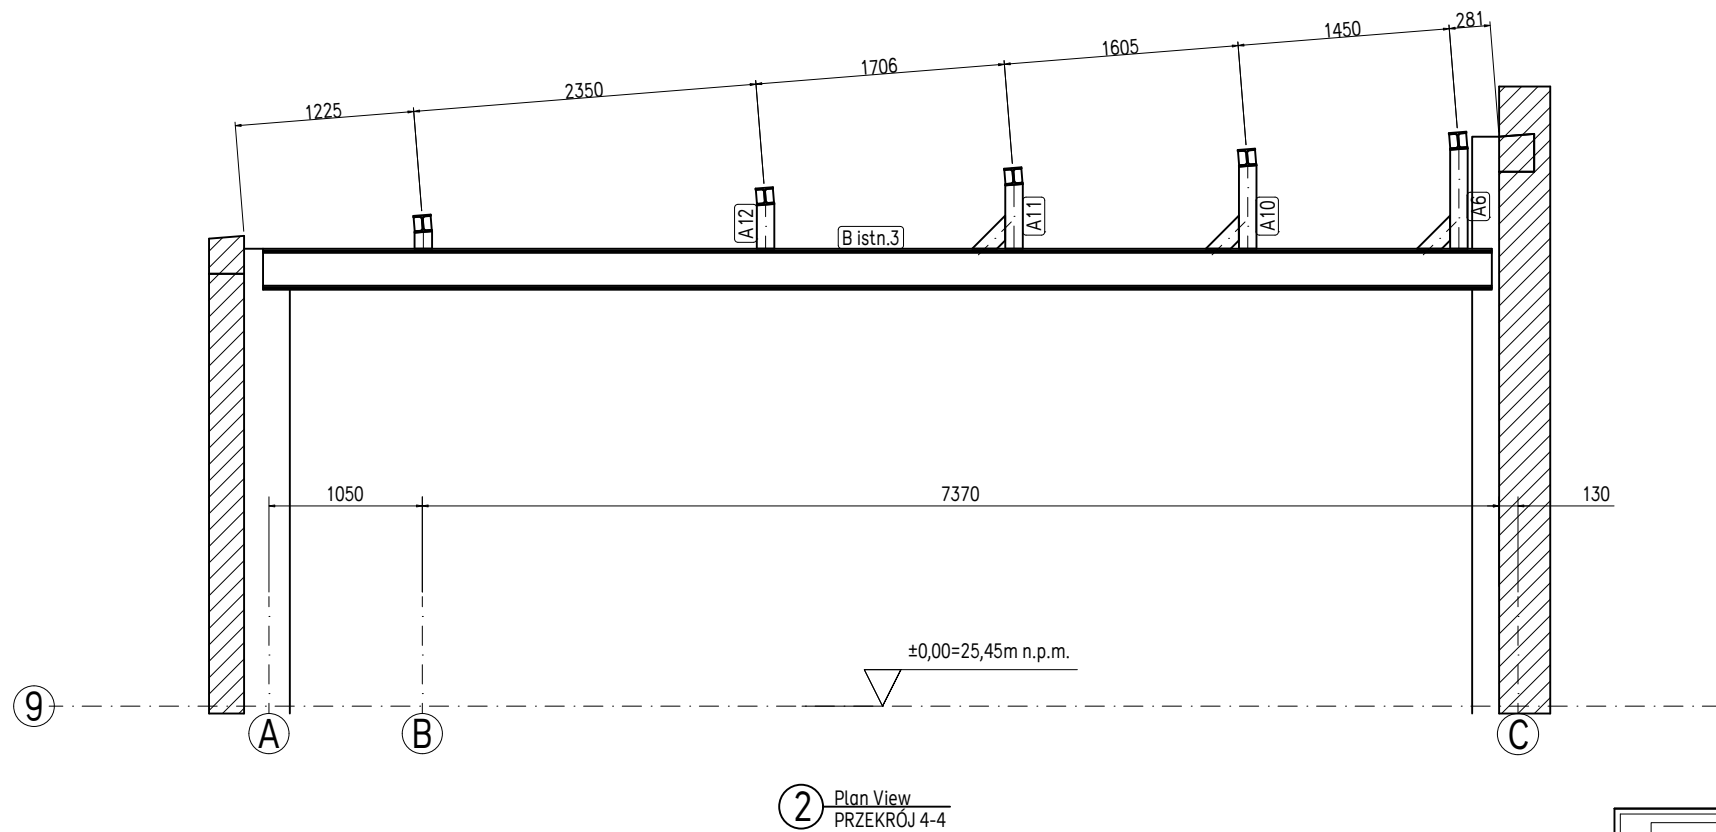 281
1450
1605
1706
2350
1225
A12
B istn.3
A11
A10
A6
1050
7370
130
±0,00=25,45m n.p.m.
9
A
B
C
2
Plan View
PRZEKRÓJ 4-4